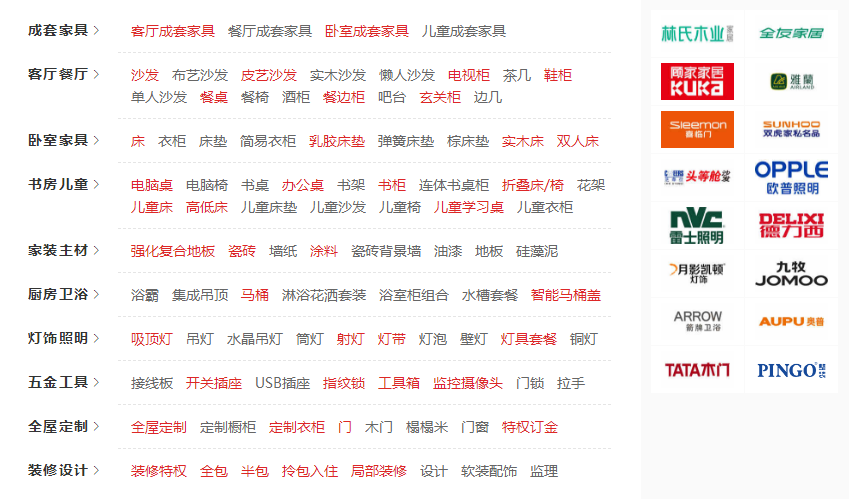 成套家具 > 客厅成套家具 餐厅成套家具 卧室成套家具 儿童成套家具
客厅餐厅 > 沙发 布艺沙发 皮艺沙发 实木沙发 懒人沙发 电视柜 茶几 鞋柜
单人沙发 餐桌 餐椅 酒柜 餐边柜 吧台 玄关柜 边几
卧室家具 > 床 衣柜 床垫 简易衣柜 乳胶床垫 弹簧床垫 棕床垫 实木床 双人床
书房儿童 > 电脑桌 电脑椅 书桌 办公桌 书架 书柜 连体书桌柜 折叠床/椅 花架
儿童床 高低床 儿童床垫 儿童沙发 儿童椅 儿童学习桌 儿童衣柜
家装主材 > 强化复合地板 瓷砖 墙纸 涂料 瓷砖背景墙 油漆 地板 硅藻泥
厨房卫浴 > 浴霸 集成吊顶 马桶 淋浴花洒套装 浴室柜组合 水槽套餐 智能马桶盖
灯饰照明 > 吸顶灯 吊灯 水晶吊灯 筒灯 射灯 灯带 灯泡 壁灯 灯具套餐 铜灯
五金工具 > 接线板 开关插座 USB插座 指纹锁 工具箱 监控摄像头 门锁 拉手
全屋定制 > 全屋定制 定制橱柜 定制衣柜 门 木门 榻榻米 门窗 特权订金
装修设计 > 装修特权 全包 半包 拎包入住 局部装修 设计 软装配饰 监理
林氏木业 家居
全友家居
顾家家居
KUKa
雅蘭
AIRLAND
Sleemon
喜临门
SUNHOO
双虎家私名品
头等舱
OPPLE
欧普照明
NVC
雷士照明
DELIXI
德力西
月影凯顿
灯饰
九牧
JOMOO
ARROW
箭牌卫浴
AUPU奥普
TATA木门
PINGO